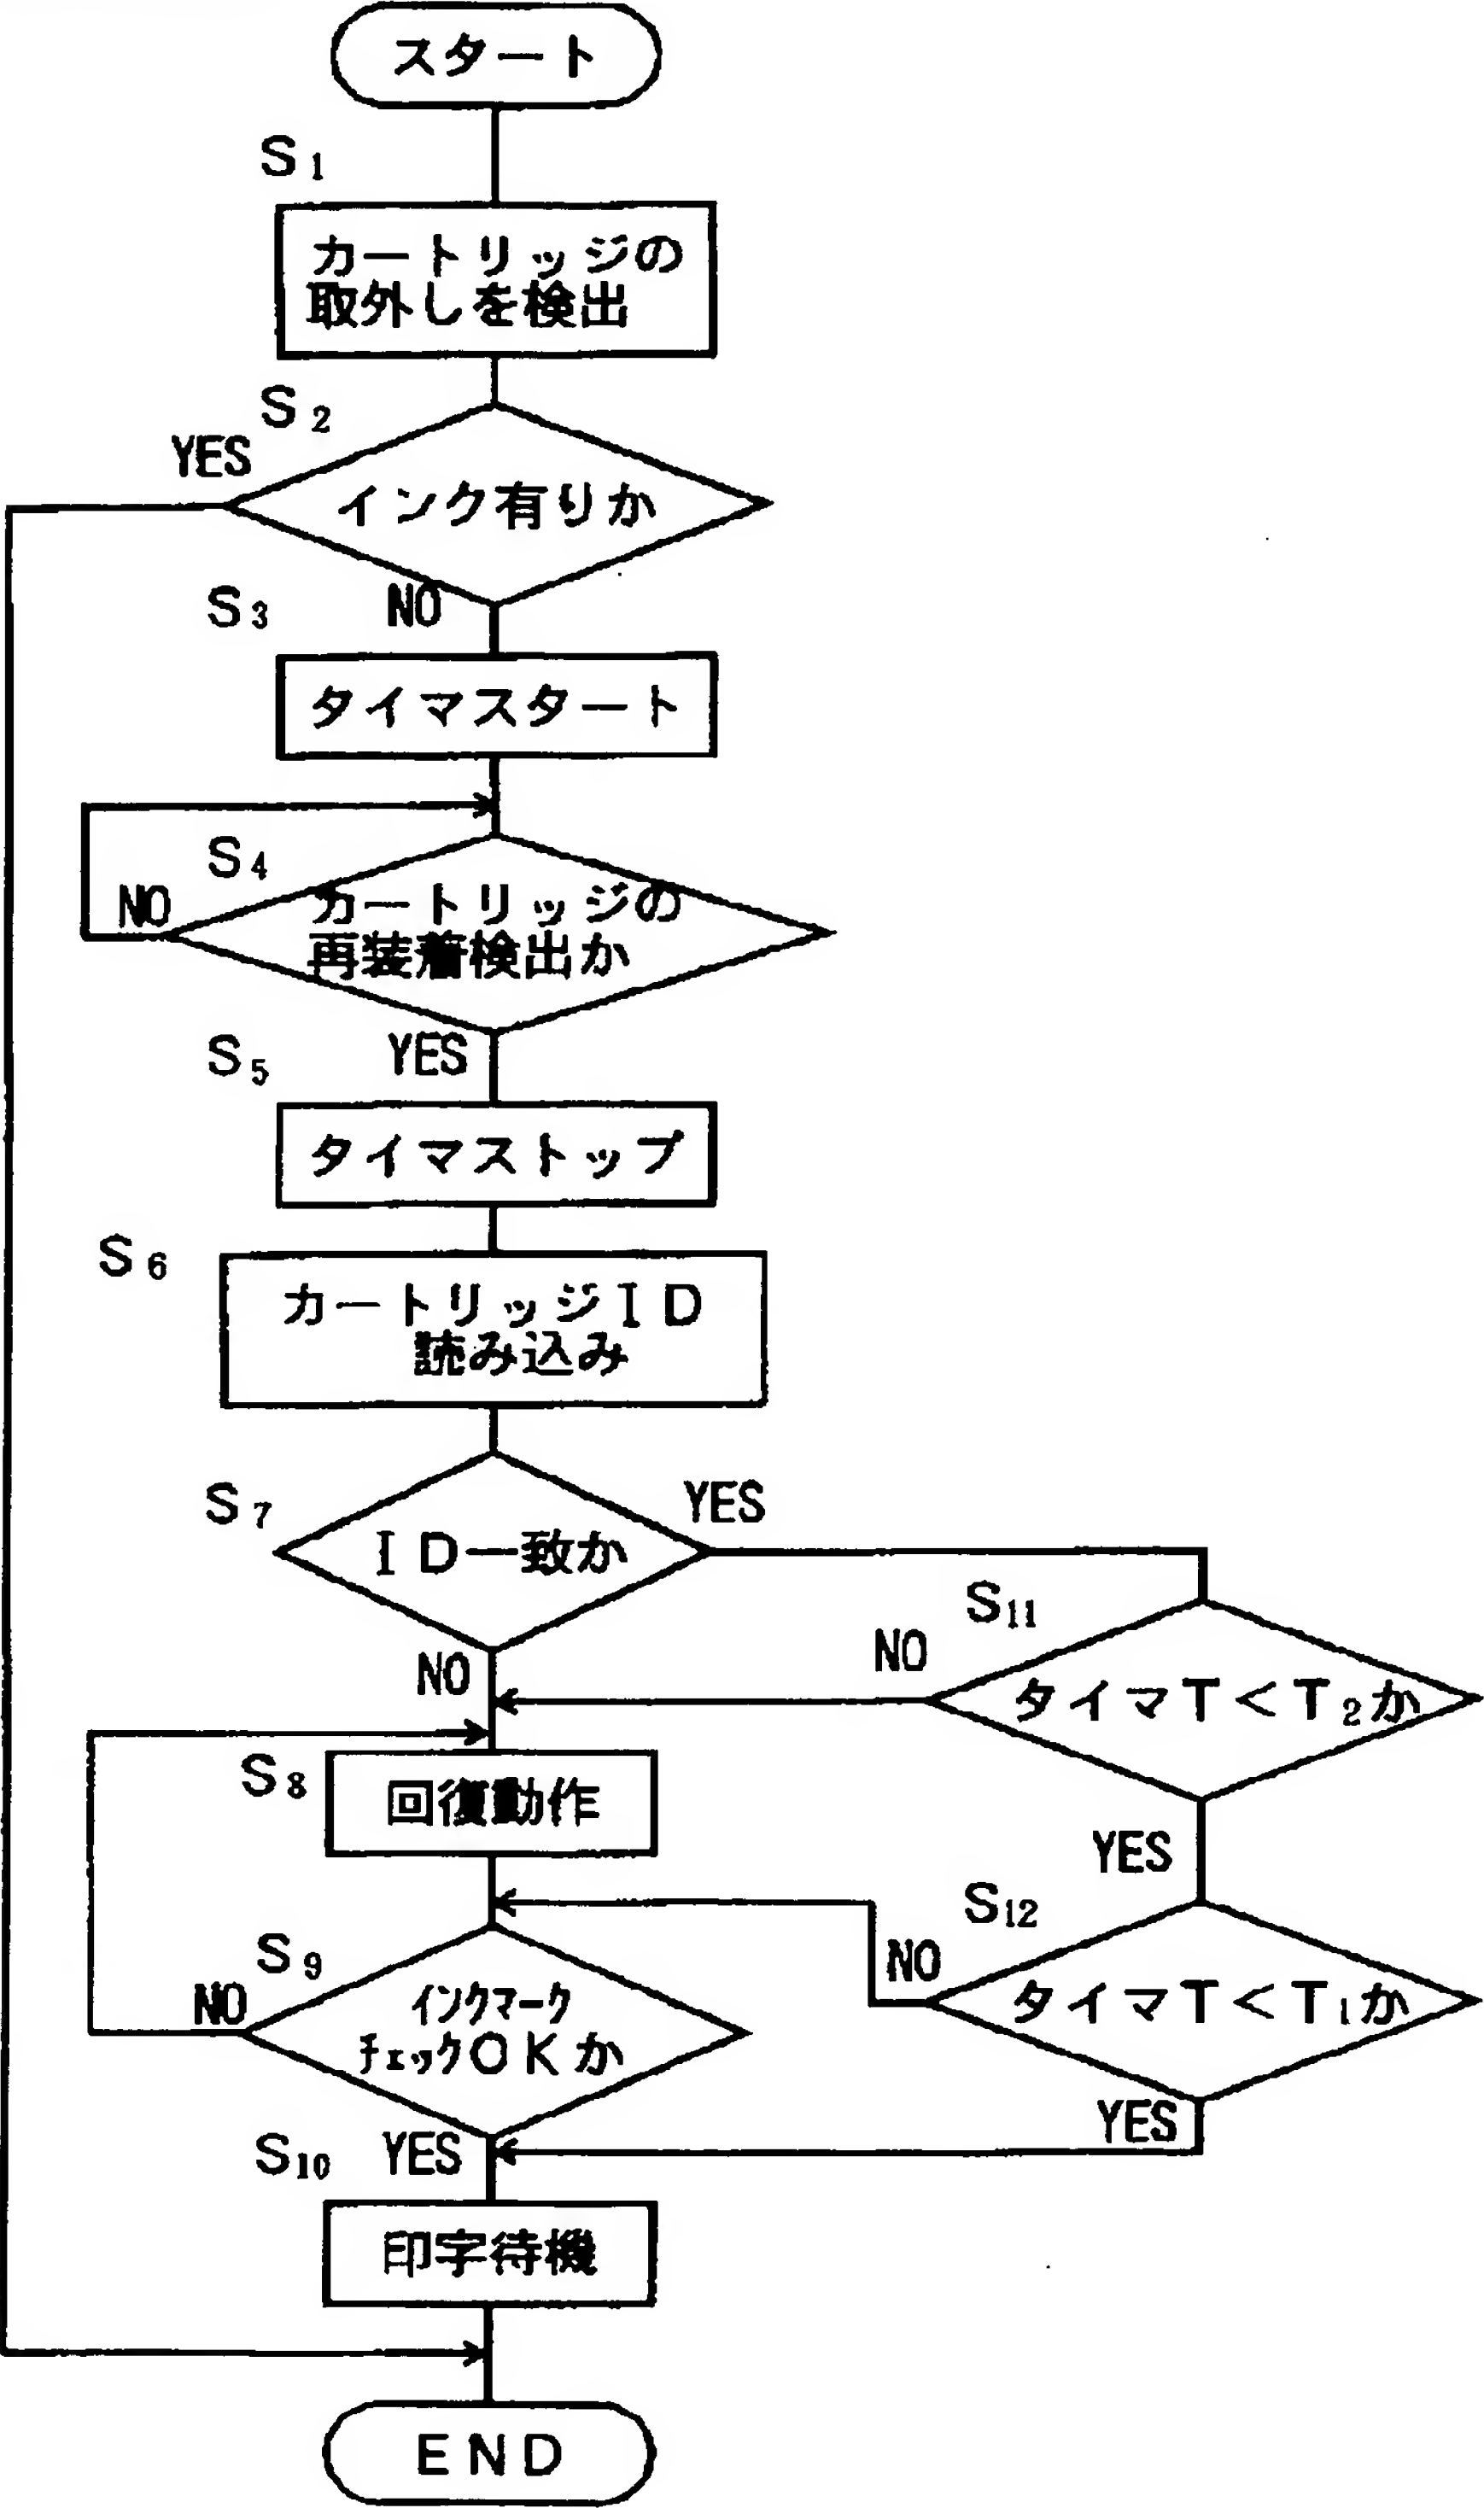 スタート
S1
カートリッジの
取外しを検出
S2
YES
インク有りか
S3
NO
タイマスタート
S4
NO
カートリッジの
再装着検出か
S5
YES
タイマストップ
S6
カートリッジID
読み込み
S7
YES
ID一致か
S11
NO
NO
タイマT<T2か
S8
回復動作
YES
S12
S9
NO
NO
インクマーク
チェックOKか
タイマT<T1か
YES
S10
YES
印字待機
END